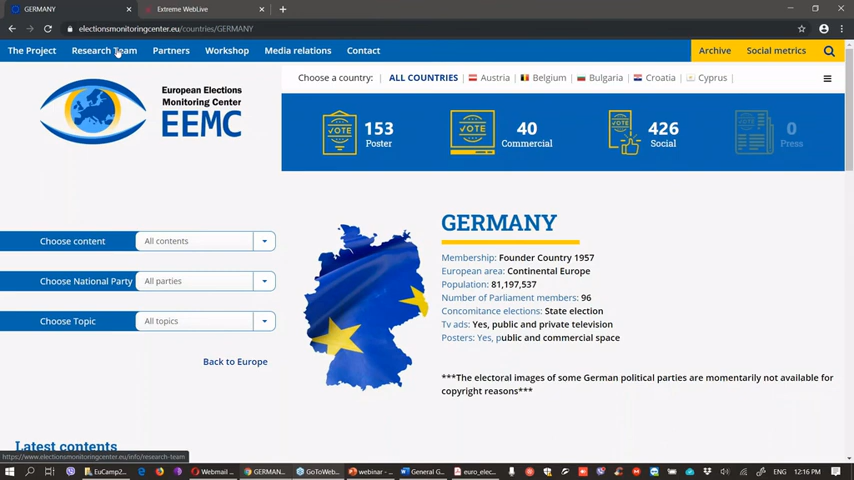 GERMANY
Extreme WebLive
electionsmonitoringcenter.eu/countries/GERMANY
The Project
Research Team
Partners
Workshop
Media relations
Contact
Archive
Social metrics
Choose a country: | ALL COUNTRIES | Austria | Belgium | Bulgaria | Croatia | Cyprus |
European Elections
Monitoring Center
EEMC
153
Poster
40
Commercial
426
Social
0
Press
VOTE
VOTE
VOTE
GERMANY
Membership: Founder Country 1957
European area: Continental Europe
Population: 81,197,537
Number of Parliament members: 96
Concomitance elections: State election
Tv ads: Yes, public and private television
Posters: Yes, public and commercial space
***The electoral images of some German political parties are momentarily not available for
copyright reasons***
Choose content
All contents
Choose National Party
All parties
Choose Topic
All topics
Back to Europe
Latest contents
https://www.electionsmonitoringcenter.eu/info/research-team
EuCamp2...
Webmail ...
GERMAN...
GoToWeb...
webinar - ...
General G...
euro_elec...
ENG
12:16 PM